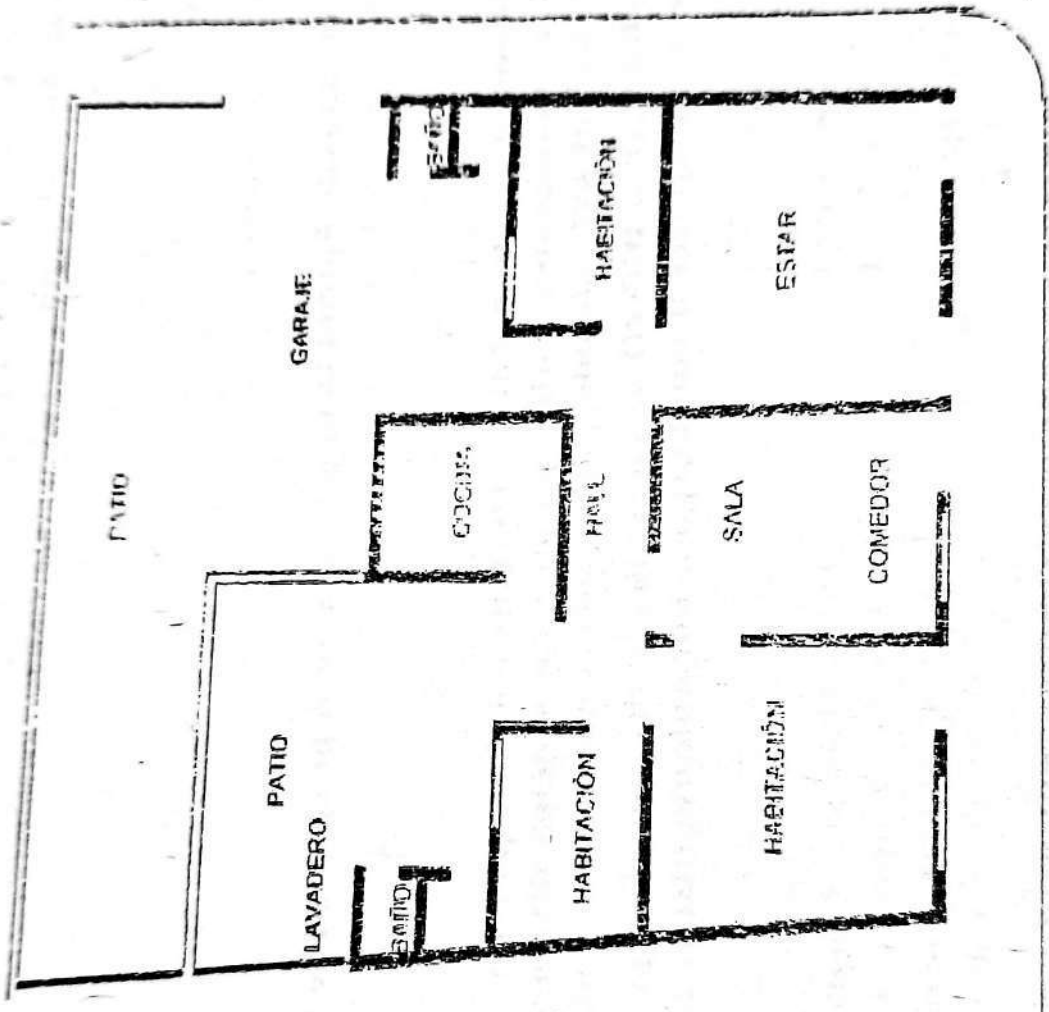 PATIO
GARAJE
BAÑO
HABITACIÓN
ESTAR
COCINA
HALL
SALA
COMEDOR
PATIO
LAVADERO
BAÑO
HABITACIÓN
HABITACIÓN